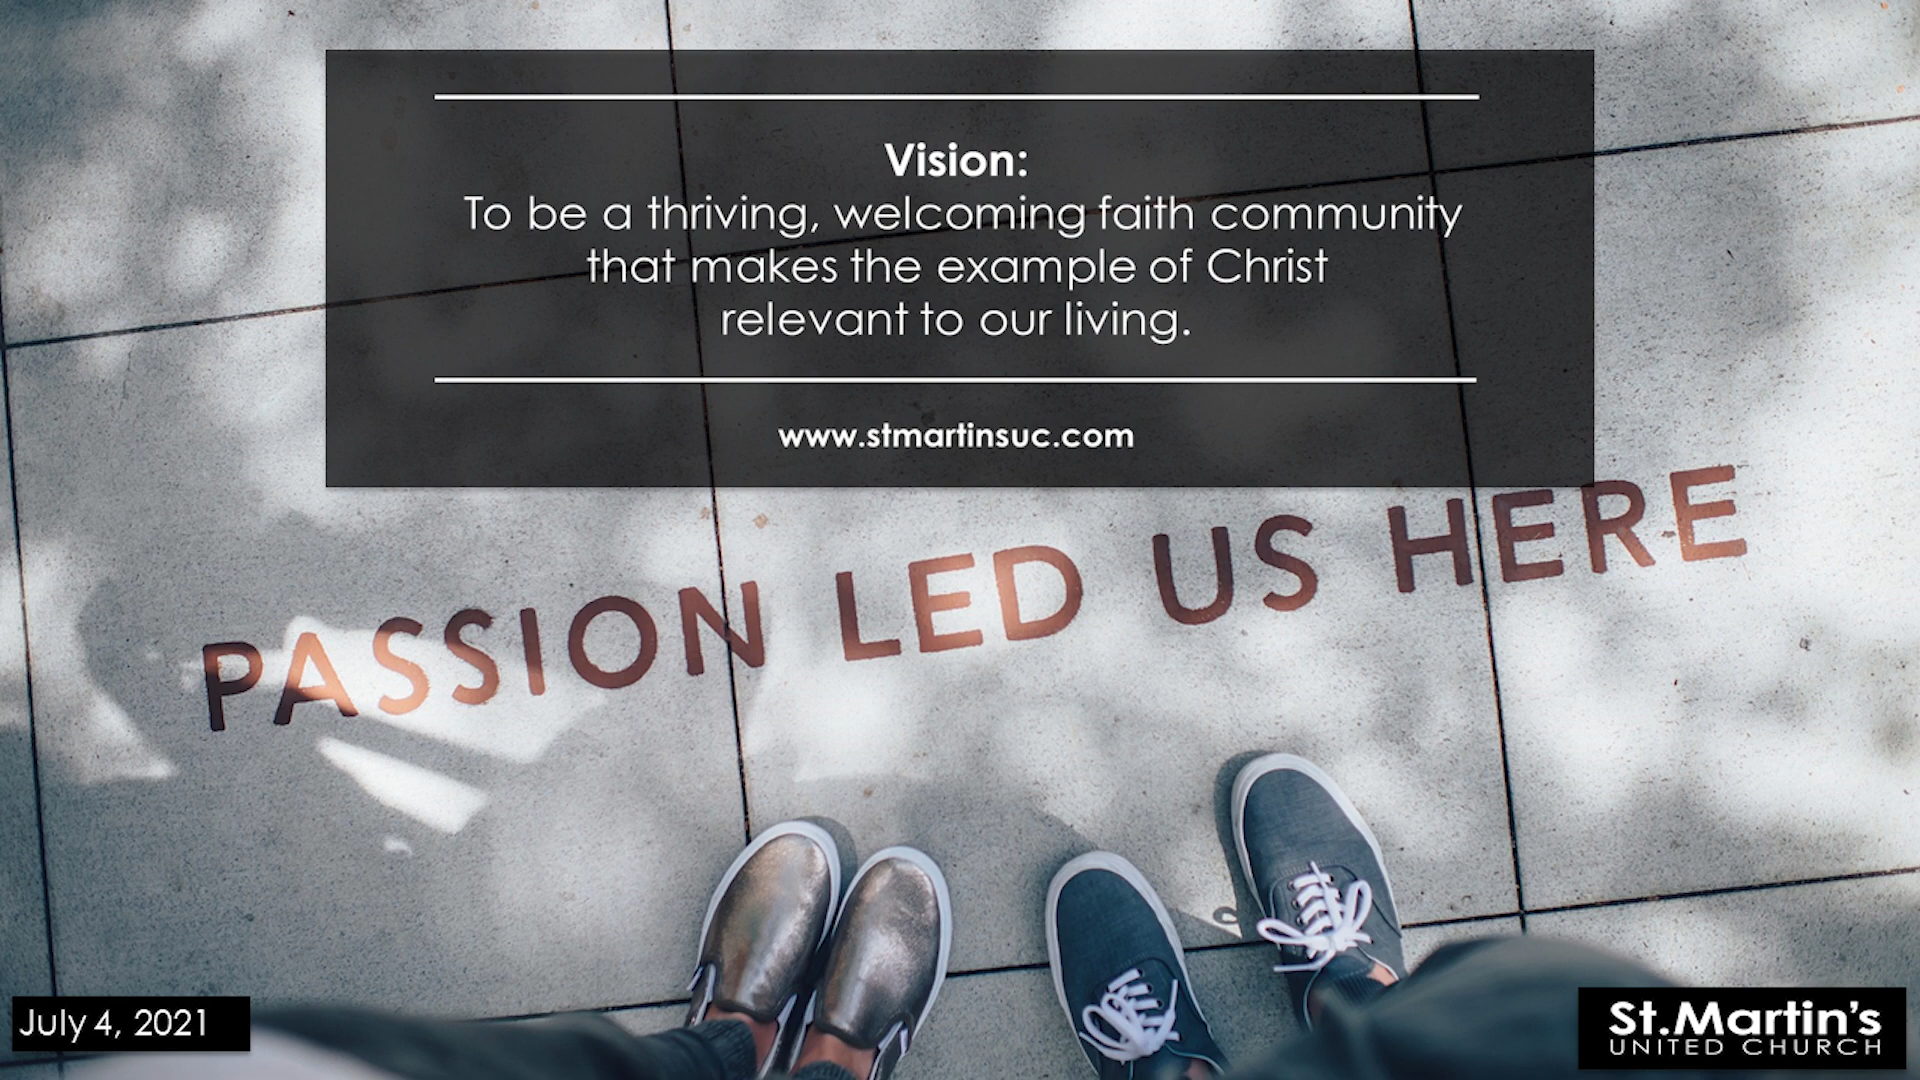 Vision:
To be a thriving, welcoming faith community
that makes the example of Christ
relevant to our living.
www.stmartinsuc.com
PASSION LED US HERE
July 4, 2021
St.Martin's
UNITED CHURCH